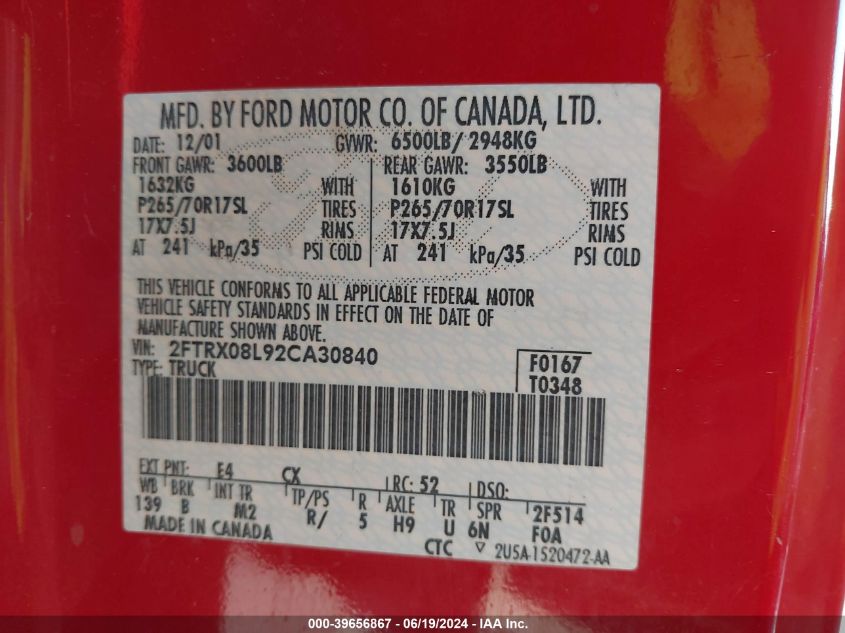 MFD. BY FORD MOTOR CO. OF CANADA, LTD.
DATE: 12/01 GVWR: 6500LB/ 2948KG
FRONT GAWR: 3600LB REAR GAWR: 3550LB
1632KG WITH 1610KG WITH
P265/70R17SL TIRES P265/70R17SL TIRES
17X7.5J RIMS 17X7.5J RIMS
AT 241 kPa/35 PSI COLD AT 241 kPa/35 PSI COLD
THIS VEHICLE CONFORMS TO ALL APPLICABLE FEDERAL MOTOR
VEHICLE SAFETY STANDARDS IN EFFECT ON THE DATE OF
MANUFACTURE SHOWN ABOVE.
VIN: 2FTRX08L92CA30840 F0167
TYPE: TRUCK T0348
EXT PNT: E4 CX RC: 52 DSO:
WB BRK INT TR TP/PS R AXLE TR SPR 2F514
139 B M2 R/ 5 H9 U 6N F0A
MADE IN CANADA CTC ▽ 2U5A-1520472-AA
000-39656867 - 06/19/2024 - IAA Inc.